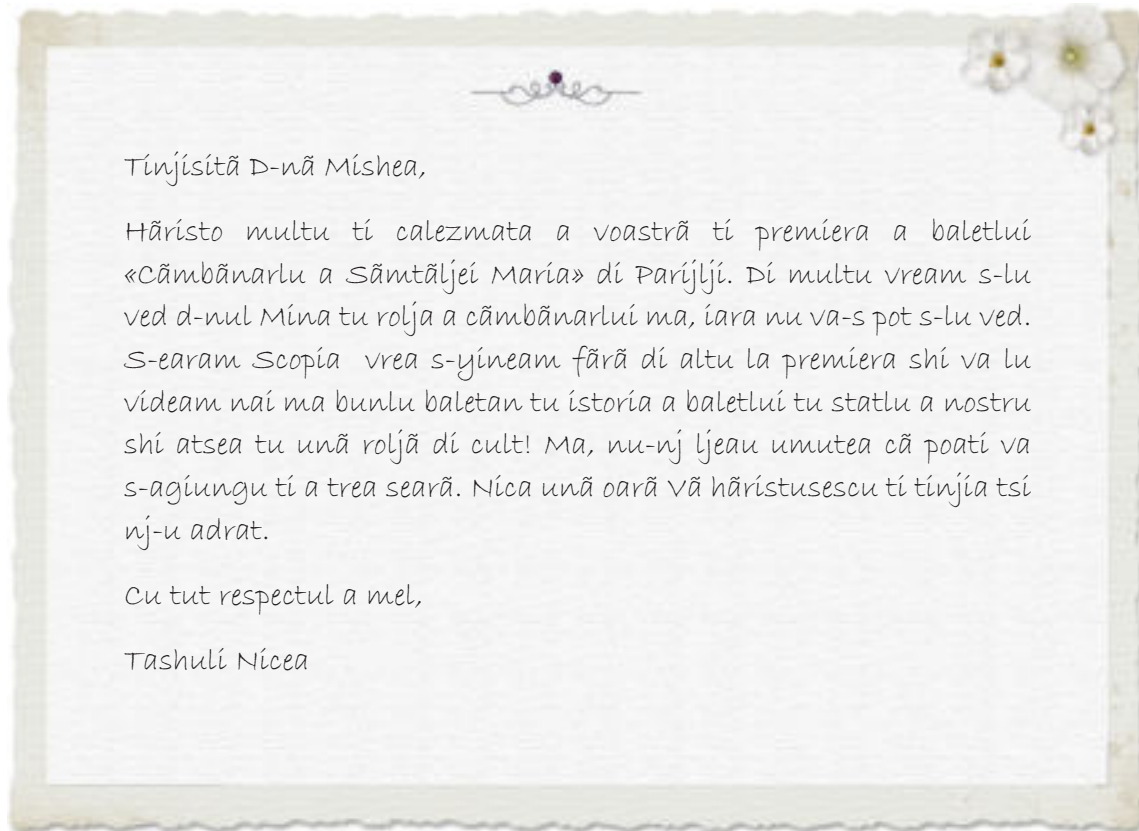 Tinjisitã D-nã Mishea,
Hãristo multu ti calezmata a voastrã ti premiera a baletlui
«Cãmbãnarlu a Sãmtãljei Maria» di Parijlji. Di multu vream s-lu
ved d-nul Mina tu rolja a cãmbãnarlui ma, iara nu va-s pot s-lu ved.
S-earam Scopia vrea s-yineam fãrã di altu la premiera shi va lu
videam nai ma bunlu baletan tu istoria a baletlui tu statlu a nostru
shi atsea tu unã roljã di cult! Ma, nu-nj ljeau umutea cã poati va
s-agiungu ti a trea searã. Nica unã oarã Vã hãristusescu ti tinjia tsi
nj-u adrat.
Cu tut respectul a mel,
Tashuli Nicea